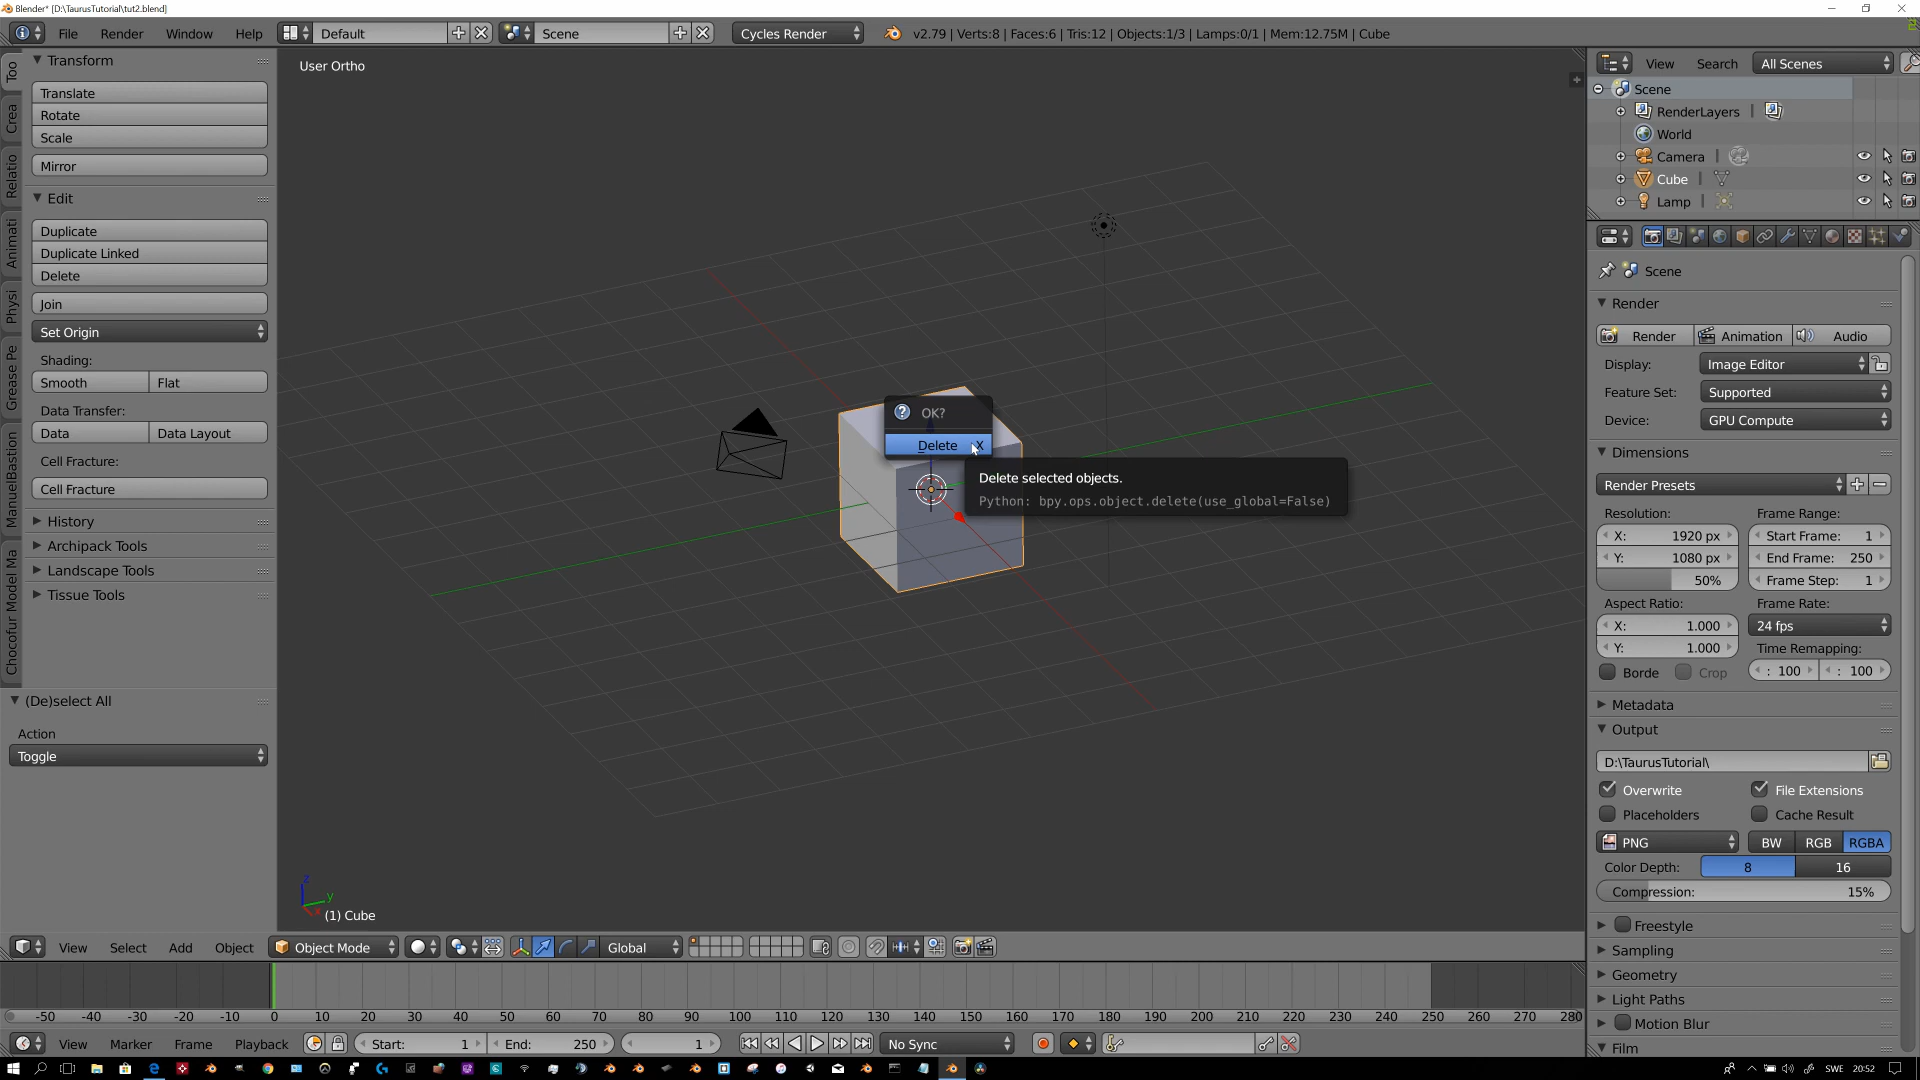 Blender* [D:\TaurusTutorial\tut2.blend]
File Render Window Help Default Scene Cycles Render v2.79 | Verts:8 | Faces:6 | Tris:12 | Objects:1/3 | Lamps:0/1 | Mem:12.75M | Cube
Too
Crea
Relatio
Animati
Physi
Grease Pe
ManuelBastion
Chocofur Model Ma
Transform
Translate
Rotate
Scale
Mirror
Edit
Duplicate
Duplicate Linked
Delete
Join
Set Origin
Shading:
Smooth Flat
Data Transfer:
Data Data Layout
Cell Fracture:
Cell Fracture
History
Archipack Tools
Landscape Tools
Tissue Tools
(De)select All
Action
Toggle
User Ortho
OK?
Delete X
Delete selected objects.
Python: bpy.ops.object.delete(use_global=False)
z
y
x
(1) Cube
View Search All Scenes
Scene
RenderLayers
World
Camera
Cube
Lamp
Scene
Render
Render Animation Audio
Display: Image Editor
Feature Set: Supported
Device: GPU Compute
Dimensions
Render Presets
Resolution: Frame Range:
X: 1920 px Start Frame: 1
Y: 1080 px End Frame: 250
50% Frame Step: 1
Aspect Ratio: Frame Rate:
X: 1.000 24 fps
Y: 1.000 Time Remapping:
Borde Crop : 100 : 100
Metadata
Output
D:\TaurusTutorial\
Overwrite File Extensions
Placeholders Cache Result
PNG BW RGB RGBA
Color Depth: 8 16
Compression: 15%
Freestyle
Sampling
Geometry
Light Paths
Motion Blur
Film
View Select Add Object Object Mode Global
-50 -40 -30 -20 -10 0 10 20 30 40 50 60 70 80 90 100 110 120 130 140 150 160 170 180 190 200 210 220 230 240 250 260 270 280
View Marker Frame Playback Start: 1 End: 250 1 No Sync
SWE 20:52